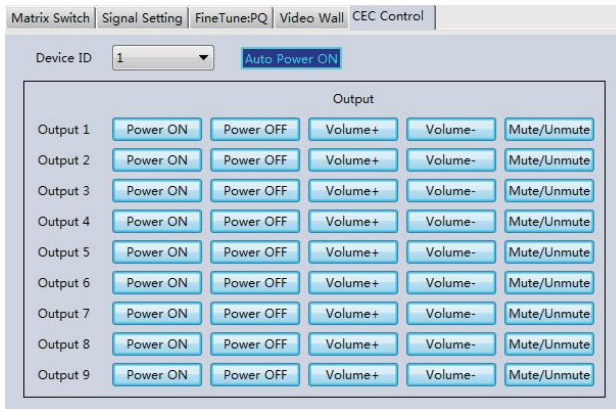 Matrix Switch Signal Setting FineTune:PQ Video Wall CEC Control
Device ID 1 Auto Power ON
Output
Output 1 Power ON Power OFF Volume+ Volume- Mute/Unmute
Output 2 Power ON Power OFF Volume+ Volume- Mute/Unmute
Output 3 Power ON Power OFF Volume+ Volume- Mute/Unmute
Output 4 Power ON Power OFF Volume+ Volume- Mute/Unmute
Output 5 Power ON Power OFF Volume+ Volume- Mute/Unmute
Output 6 Power ON Power OFF Volume+ Volume- Mute/Unmute
Output 7 Power ON Power OFF Volume+ Volume- Mute/Unmute
Output 8 Power ON Power OFF Volume+ Volume- Mute/Unmute
Output 9 Power ON Power OFF Volume+ Volume- Mute/Unmute